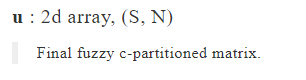 u : 2d array, (S, N)
Final fuzzy c-partitioned matrix.